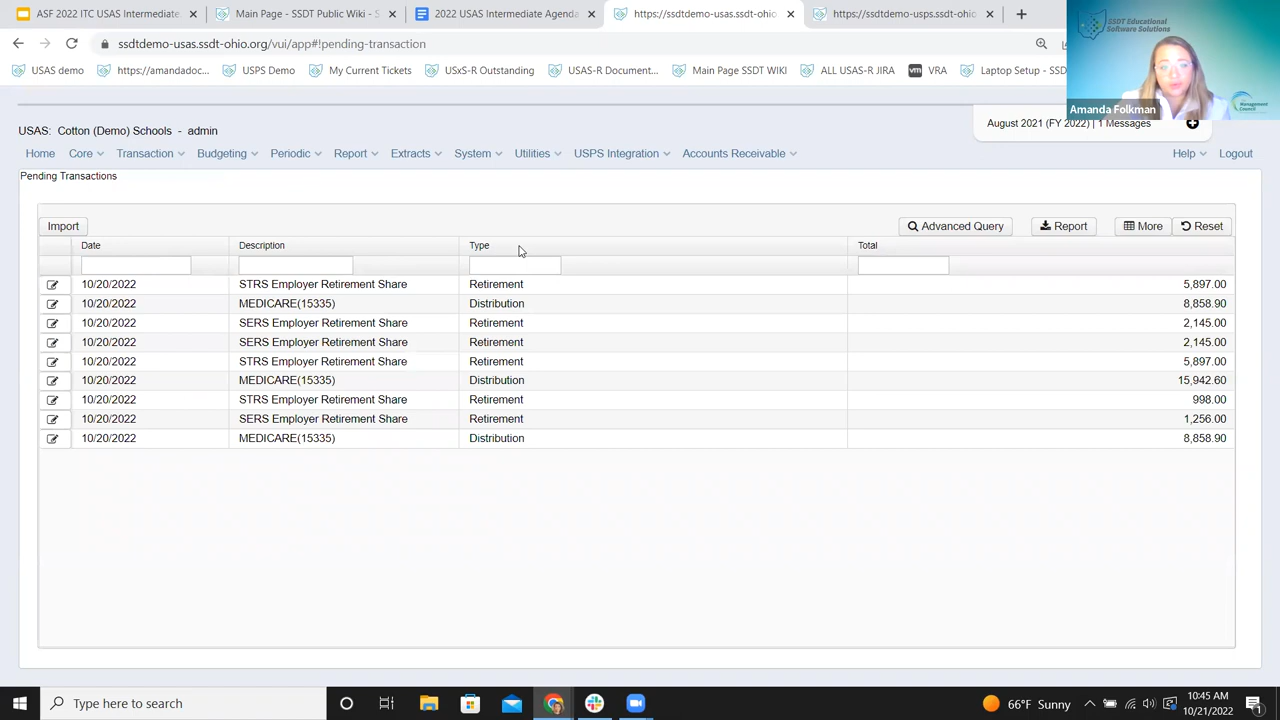 ASF 2022 ITC USAS Intermediate
Main Page - SSDT Public Wiki - S
2022 USAS Intermediate Agenda
https://ssdtdemo-usas.ssdt-ohio
https://ssdtdemo-usps.ssdt-ohio.
ssdtdemo-usas.ssdt-ohio.org/vui/app#!pending-transaction
USAS demo
https://amandadoc...
USPS Demo
My Current Tickets
USxS-R Outstanding
USAS-R Document...
Main Page SSDT WIKI
ALL USAS-R JIRA
vm VRA
Laptop Setup - SSD
SSDT Educational
Software Solutions
Management
Council
Amanda Folkman
USAS: Cotton (Demo) Schools - admin
August 2021 (FY 2022) | 1 Messages
Home Core Transaction Budgeting Periodic Report Extracts System Utilities USPS Integration Accounts Receivable Help Logout
Pending Transactions
Import Advanced Query Report More Reset
Date Description Type Total
10/20/2022 STRS Employer Retirement Share Retirement 5,897.00
10/20/2022 MEDICARE(15335) Distribution 8,858.90
10/20/2022 SERS Employer Retirement Share Retirement 2,145.00
10/20/2022 SERS Employer Retirement Share Retirement 2,145.00
10/20/2022 STRS Employer Retirement Share Retirement 5,897.00
10/20/2022 MEDICARE(15335) Distribution 15,942.60
10/20/2022 STRS Employer Retirement Share Retirement 998.00
10/20/2022 SERS Employer Retirement Share Retirement 1,256.00
10/20/2022 MEDICARE(15335) Distribution 8,858.90
Type here to search
66°F Sunny
10:45 AM
10/21/2022
1